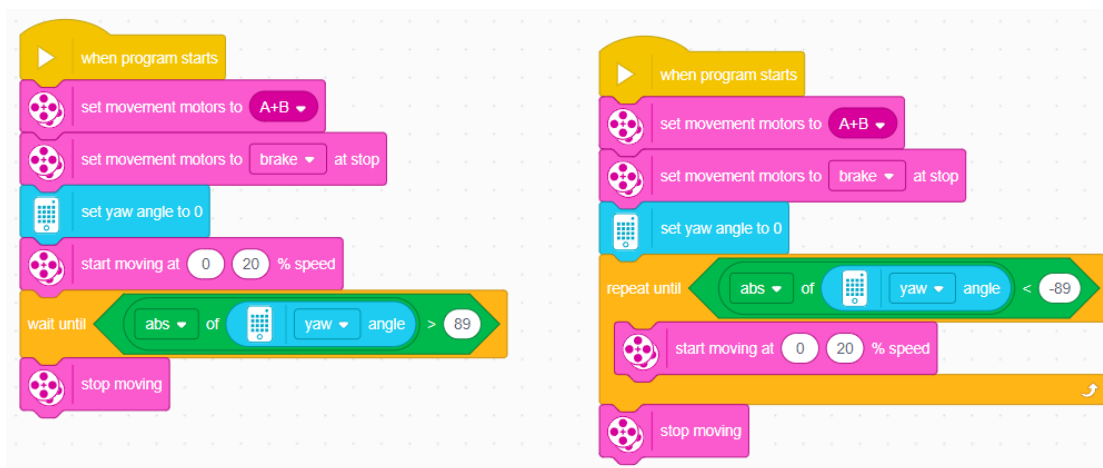 when program starts
set movement motors to A+B
set movement motors to brake at stop
set yaw angle to 0
start moving at 0 20 % speed
wait until abs of yaw angle > 89
stop moving
when program starts
set movement motors to A+B
set movement motors to brake at stop
set yaw angle to 0
repeat until abs of yaw angle < -89
start moving at 0 20 % speed
stop moving